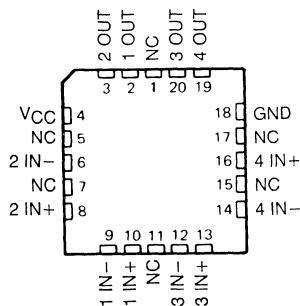 2 OUT
1 OUT
NC
3 OUT
4 OUT
3 2 1 20 19
VCC 4 18 GND
NC 5 17 NC
2 IN- 6 16 4 IN+
NC 7 15 NC
2 IN+ 8 14 4 IN-
9 10 11 12 13
1 IN-
1 IN+
NC
3 IN-
3 IN+